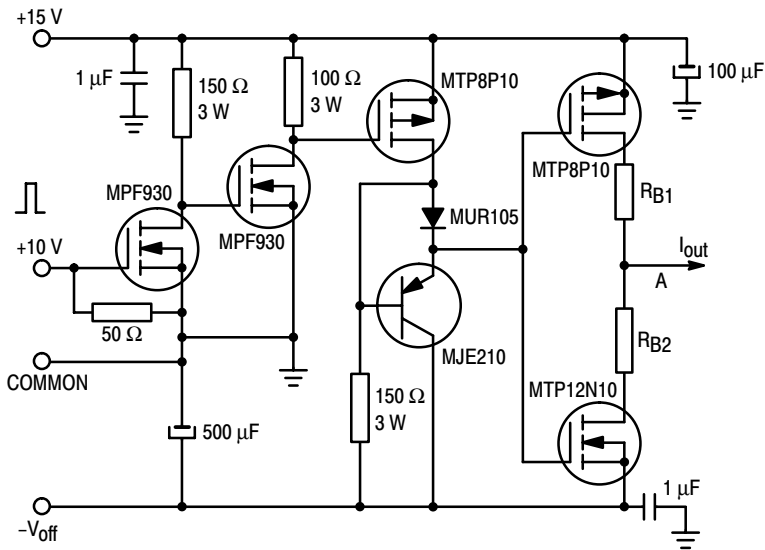 +15 V
1 μF
150 Ω
3 W
100 Ω
3 W
MTP8P10
100 μF
MPF930
+10 V
50 Ω
COMMON
500 μF
–Voff
MPF930
MUR105
MJE210
150 Ω
3 W
MTP8P10
RB1
Iout
A
RB2
MTP12N10
1 μF